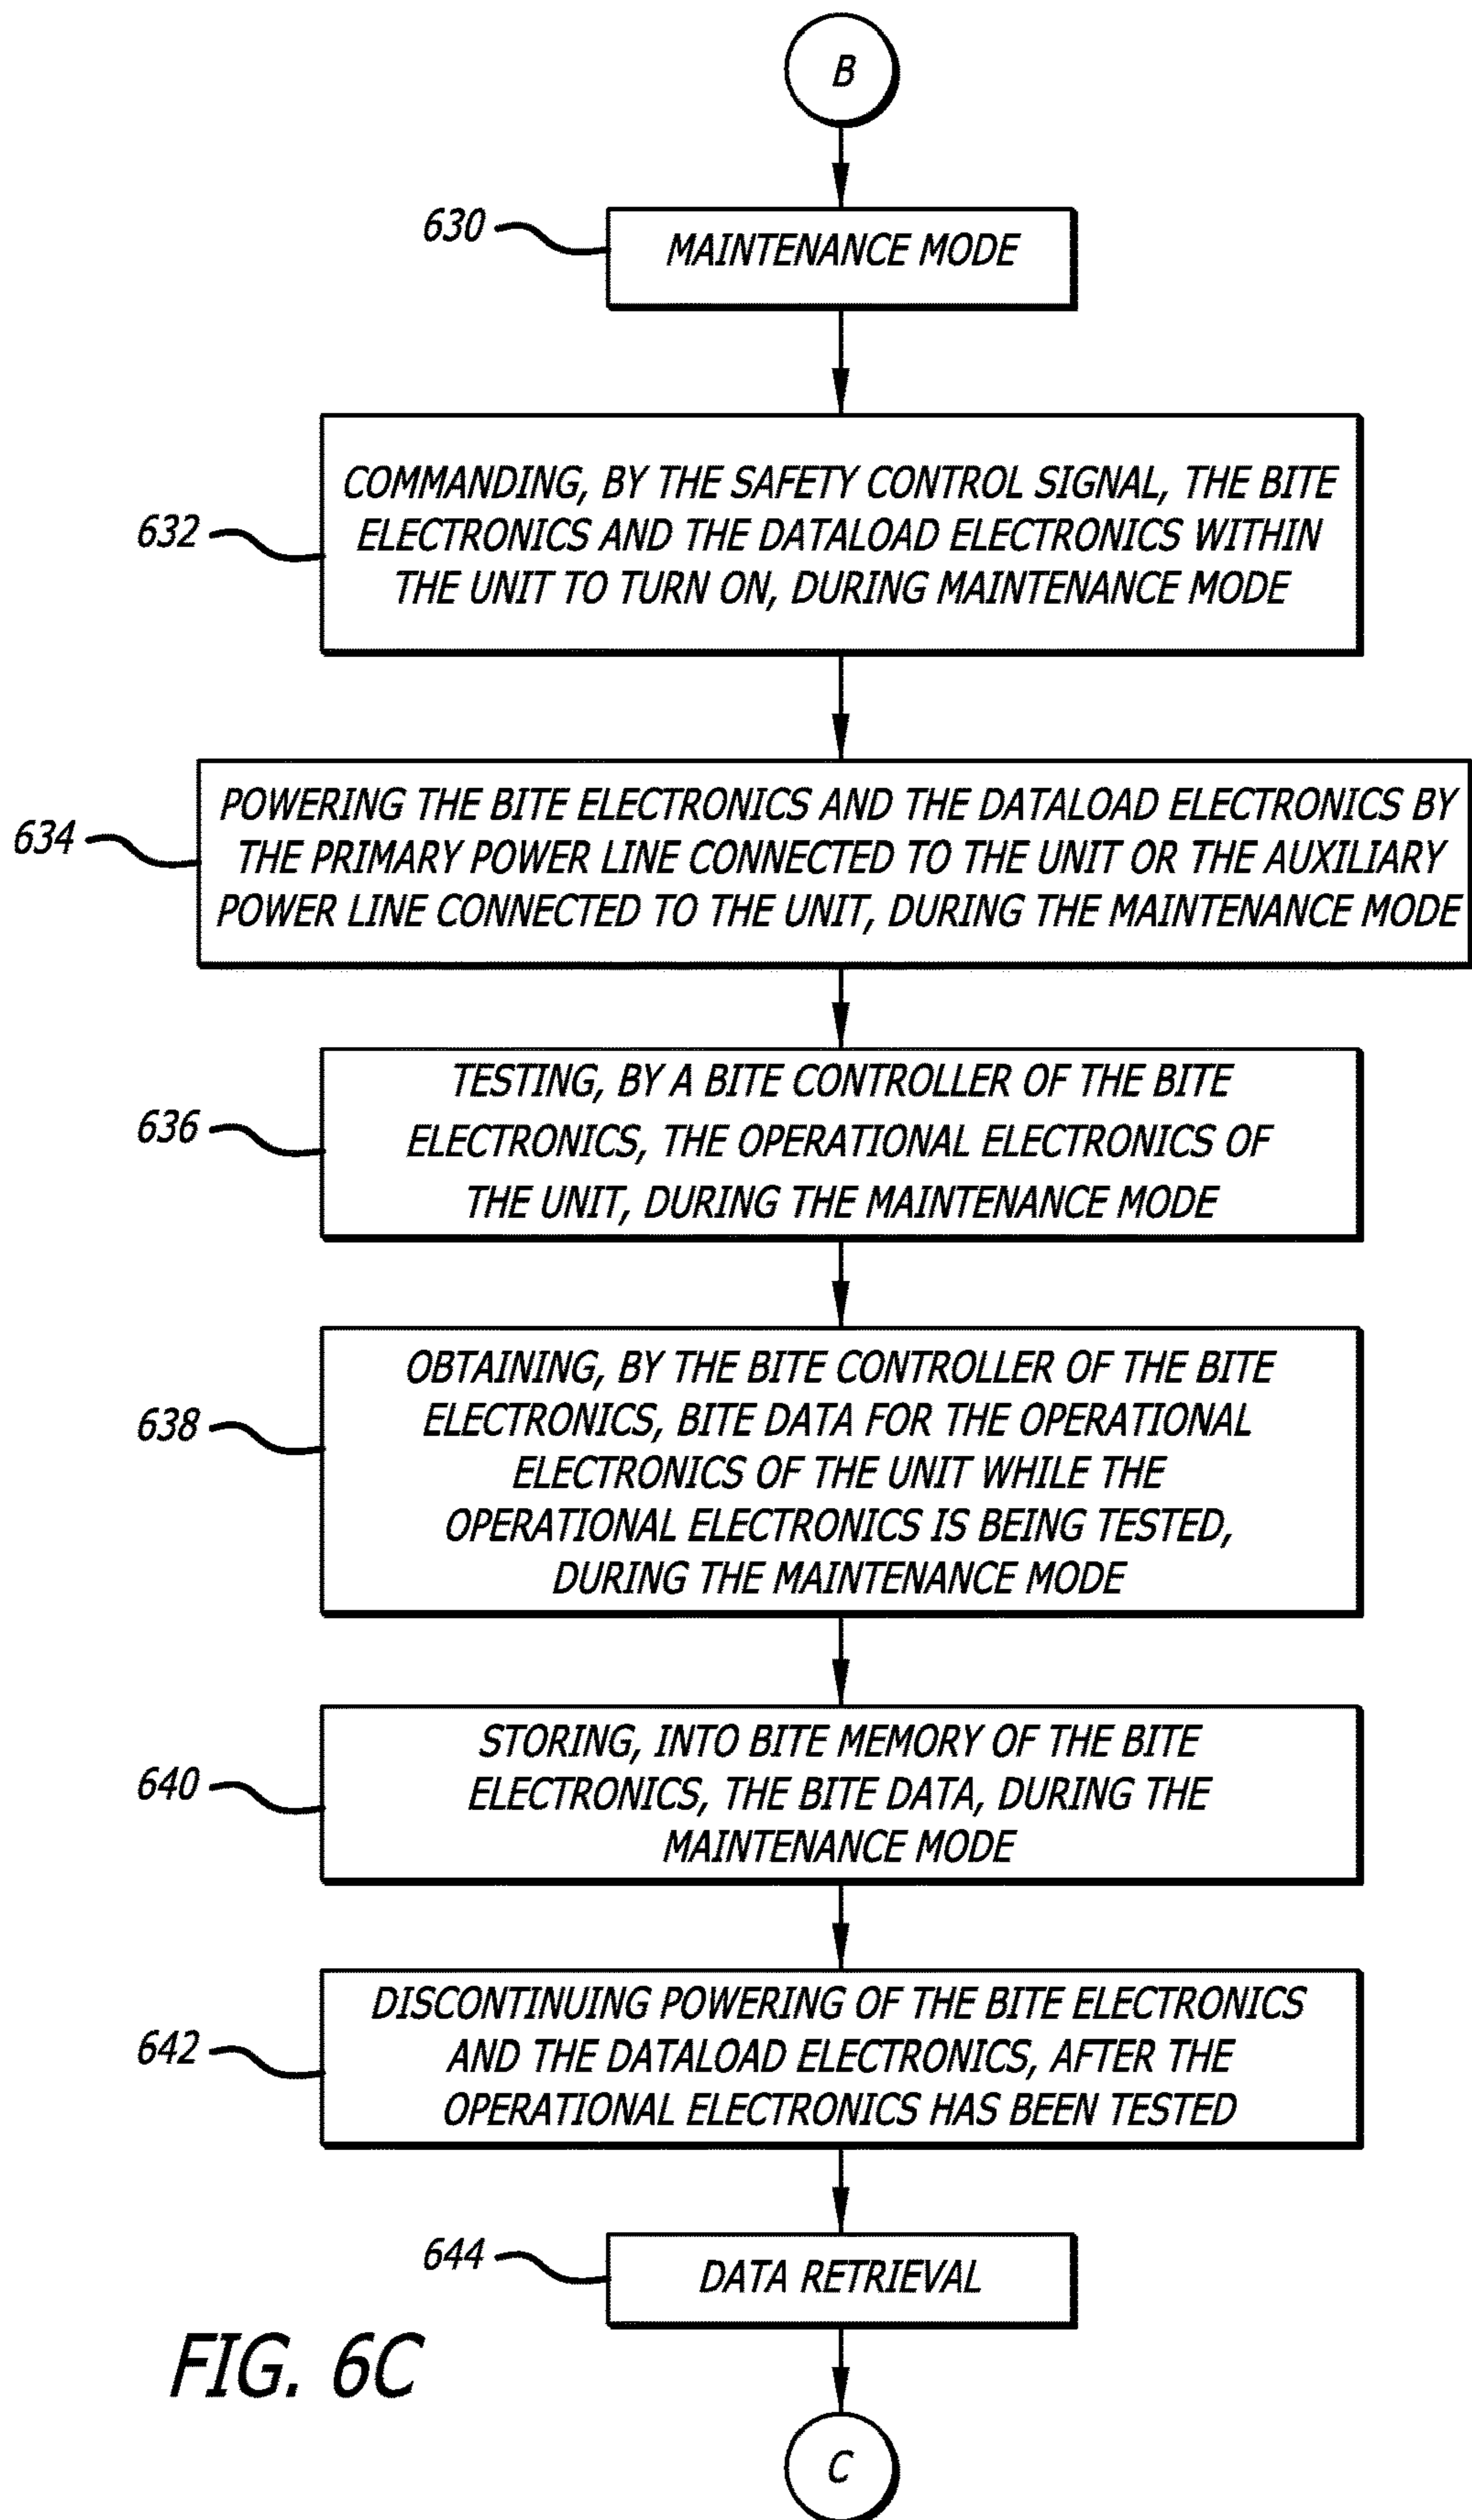 B
630
MAINTENANCE MODE
632
COMMANDING, BY THE SAFETY CONTROL SIGNAL, THE BITE
ELECTRONICS AND THE DATALOAD ELECTRONICS WITHIN
THE UNIT TO TURN ON, DURING MAINTENANCE MODE
634
POWERING THE BITE ELECTRONICS AND THE DATALOAD ELECTRONICS BY
THE PRIMARY POWER LINE CONNECTED TO THE UNIT OR THE AUXILIARY
POWER LINE CONNECTED TO THE UNIT, DURING THE MAINTENANCE MODE
636
TESTING, BY A BITE CONTROLLER OF THE BITE
ELECTRONICS, THE OPERATIONAL ELECTRONICS OF
THE UNIT, DURING THE MAINTENANCE MODE
638
OBTAINING, BY THE BITE CONTROLLER OF THE BITE
ELECTRONICS, BITE DATA FOR THE OPERATIONAL
ELECTRONICS OF THE UNIT WHILE THE
OPERATIONAL ELECTRONICS IS BEING TESTED,
DURING THE MAINTENANCE MODE
640
STORING, INTO BITE MEMORY OF THE BITE
ELECTRONICS, THE BITE DATA, DURING THE
MAINTENANCE MODE
642
DISCONTINUING POWERING OF THE BITE ELECTRONICS
AND THE DATALOAD ELECTRONICS, AFTER THE
OPERATIONAL ELECTRONICS HAS BEEN TESTED
644
DATA RETRIEVAL
FIG. 6C
C